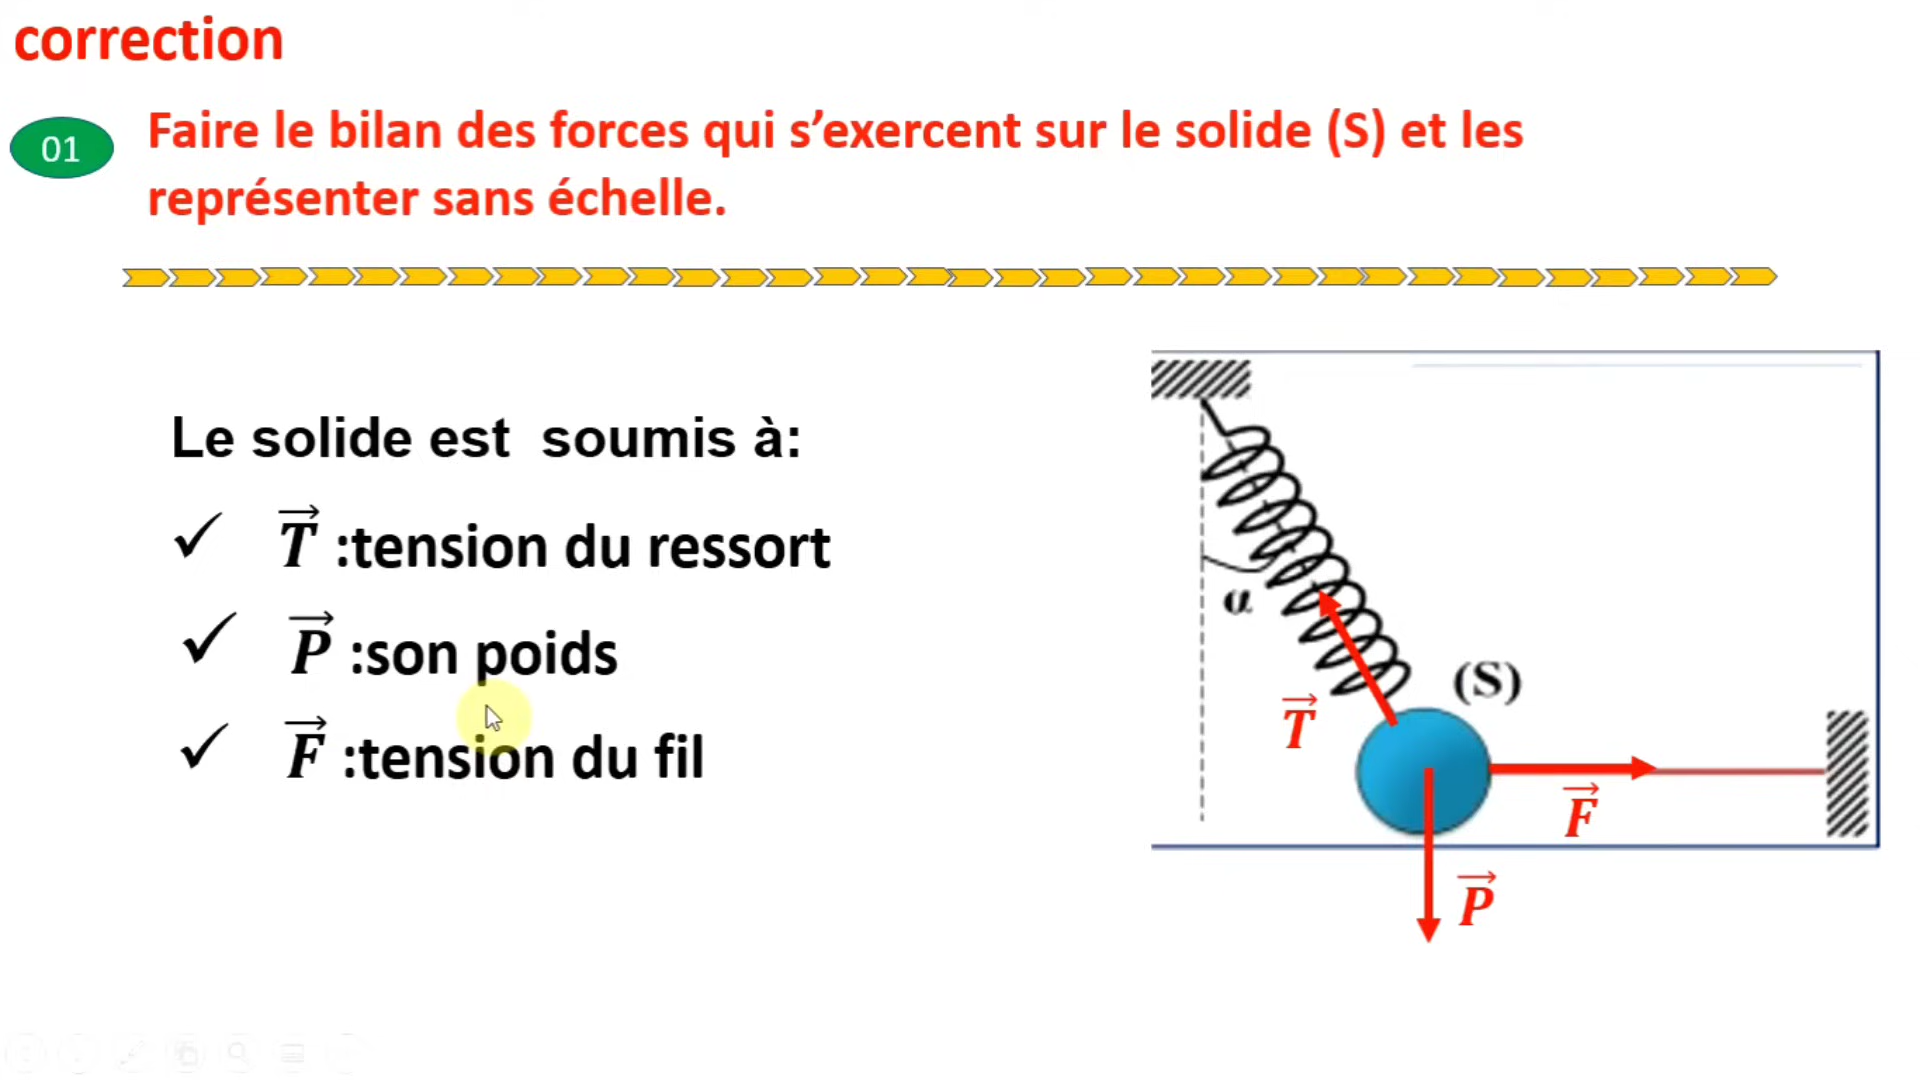 correction
01
Faire le bilan des forces qui s’exercent sur le solide (S) et les
représenter sans échelle.
Le solide est soumis à:
✓ T⃗ :tension du ressort
✓ P⃗ :son poids
✓ F⃗ :tension du fil
α
(S)
T⃗
F⃗
P⃗